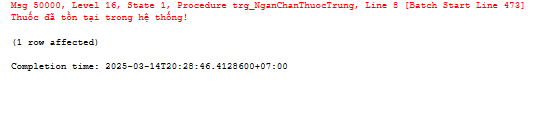 Msg 50000, Level 16, State 1, Procedure trg_NganChanThuocTrung, Line 8 [Batch Start Line 473]
Thuốc đã tồn tại trong hệ thống!
(1 row affected)
Completion time: 2025-03-14T20:28:46.4128600+07:00